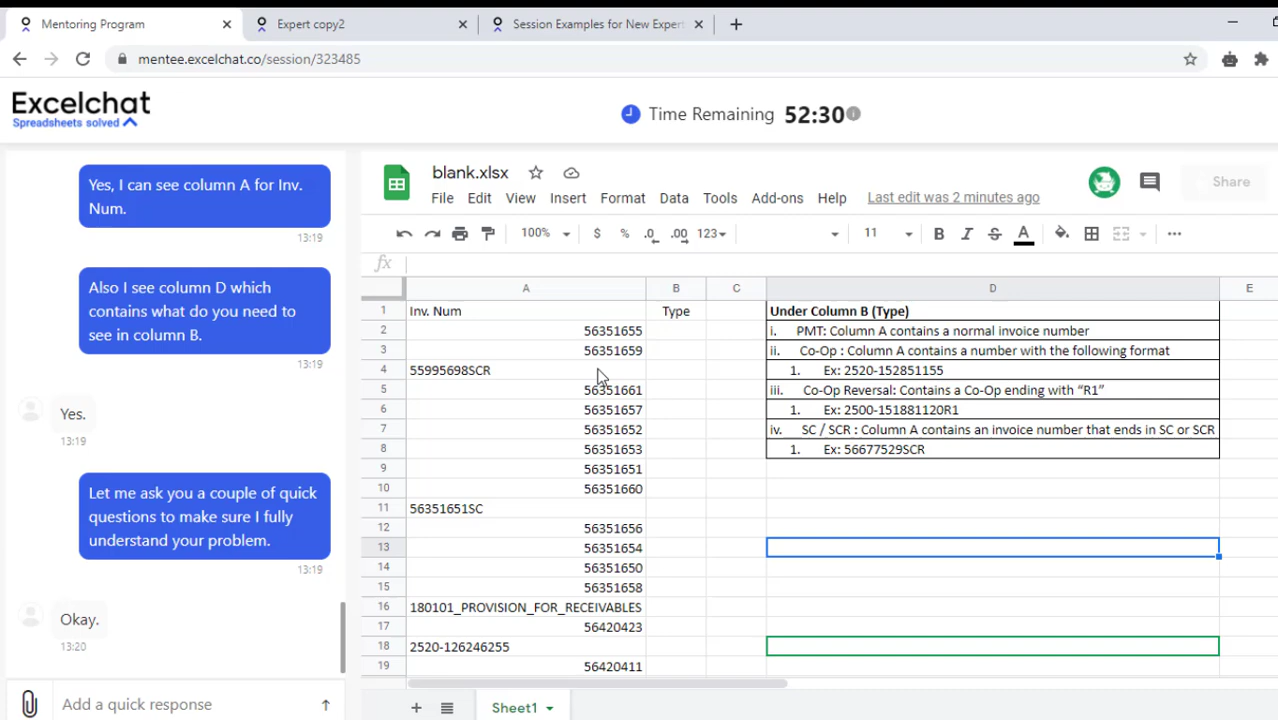 Mentoring Program
Expert copy2
Session Examples for New Expert
mentee.excelchat.co/session/323485
Excelchat
Spreadsheets solved
Time Remaining 52:30
Yes, I can see column A for Inv.
Num.
13:19
Also I see column D which
contains what do you need to
see in column B.
13:19
Yes.
13:19
Let me ask you a couple of quick
questions to make sure I fully
understand your problem.
13:19
Okay.
13:20
Add a quick response
blank.xlsx
Share
File Edit View Insert Format Data Tools Add-ons Help Last edit was 2 minutes ago
100% $ % .0 .00 123 11 B I S A
fx
A B C D E
1 Inv. Num Type Under Column B (Type)
2 56351655 i. PMT: Column A contains a normal invoice number
3 56351659 ii. Co-Op : Column A contains a number with the following format
4 55995698SCR 1. Ex: 2520-152851155
5 56351661 iii. Co-Op Reversal: Contains a Co-Op ending with “R1”
6 56351657 1. Ex: 2500-151881120R1
7 56351652 iv. SC / SCR : Column A contains an invoice number that ends in SC or SCR
8 56351653 1. Ex: 56677529SCR
9 56351651
10 56351660
11 56351651SC
12 56351656
13 56351654
14 56351650
15 56351658
16 180101_PROVISION_FOR_RECEIVABLES
17 56420423
18 2520-126246255
19 56420411
Sheet1